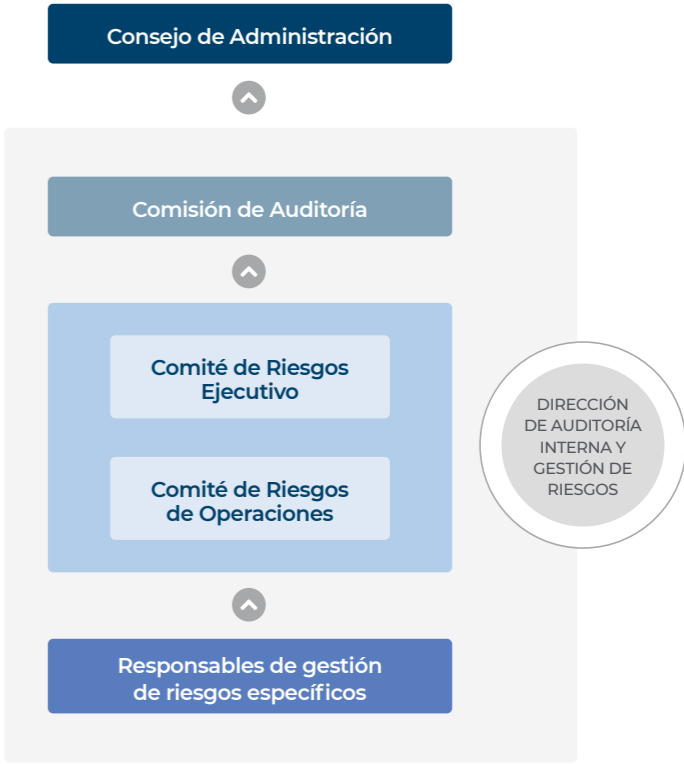 Consejo de Administración
Comisión de Auditoría
Comité de Riesgos
Ejecutivo
Comité de Riesgos
de Operaciones
DIRECCIÓN
DE AUDITORÍA
INTERNA Y
GESTIÓN DE
RIESGOS
Responsables de gestión
de riesgos específicos